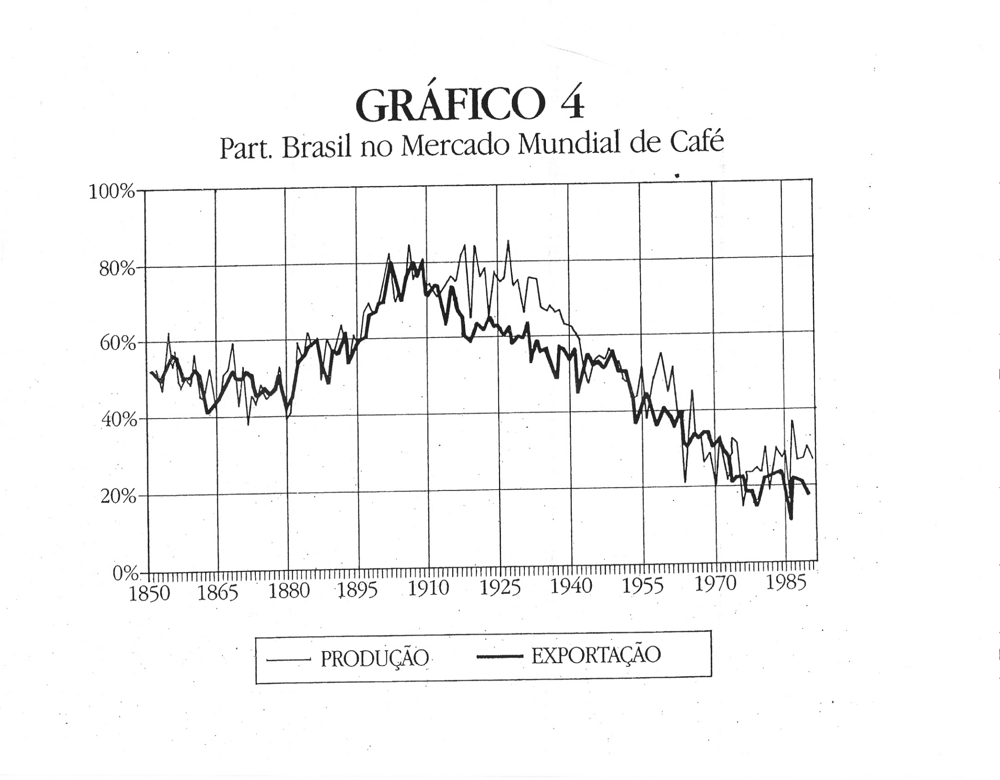 GRÁFICO 4
Part. Brasil no Mercado Mundial de Café
100%
80%
60%
40%
20%
0%
1850 1865 1880 1895 1910 1925 1940 1955 1970 1985
PRODUÇÃO EXPORTAÇÃO